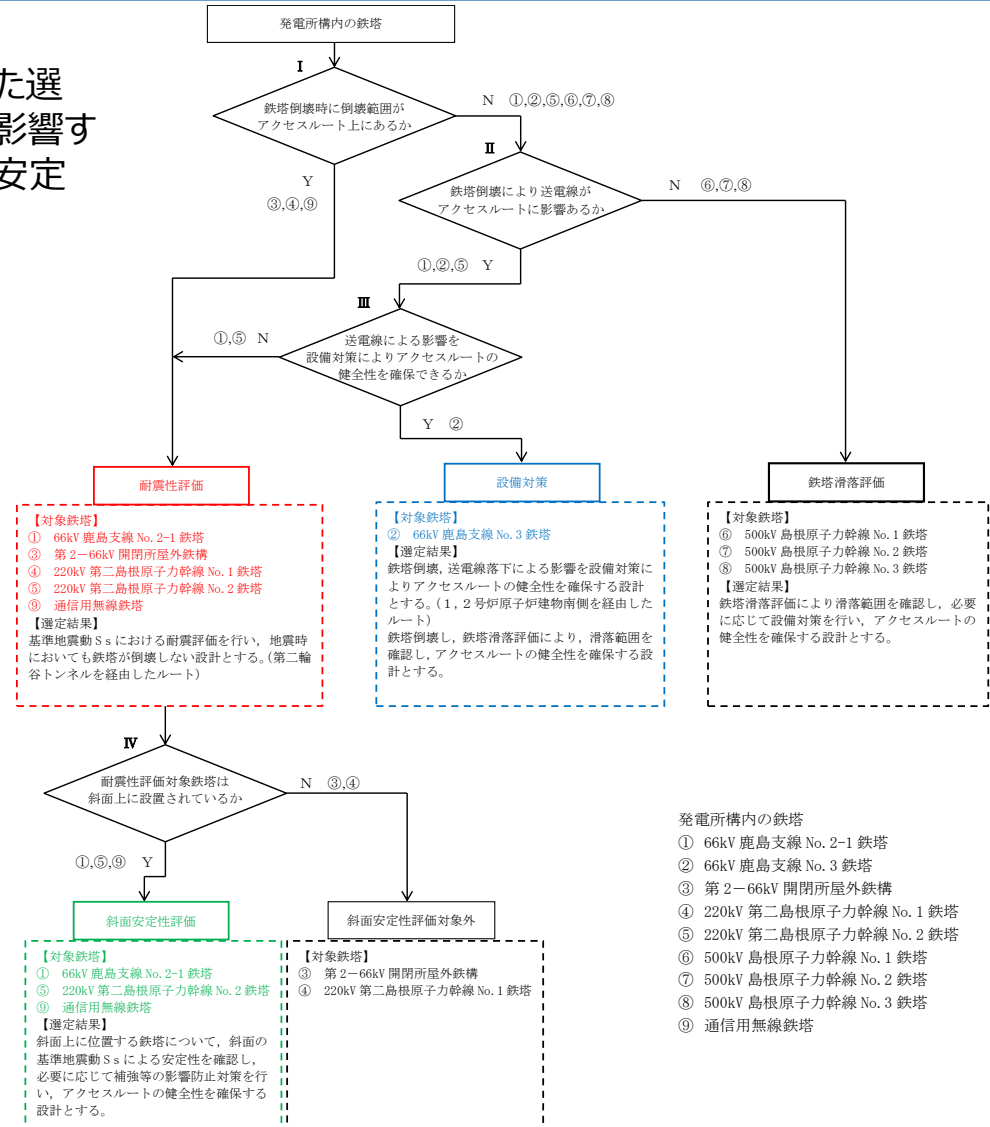 た選
影響す
安定
発電所構内の鉄塔
Ⅰ
鉄塔倒壊時に倒壊範囲が
アクセスルート上にあるか
N ①,②,⑤,⑥,⑦,⑧
Y
③,④,⑨
Ⅱ
鉄塔倒壊により送電線が
アクセスルートに影響あるか
N ⑥,⑦,⑧
①,②,⑤ Y
Ⅲ
送電線による影響を
設備対策によりアクセスルートの
健全性を確保できるか
①,⑤ N
Y ②
耐震性評価
【対象鉄塔】
① 66kV 鹿島支線 No.2-1 鉄塔
③ 第2－66kV 開閉所屋外鉄構
④ 220kV 第二島根原子力幹線 No.1 鉄塔
⑤ 220kV 第二島根原子力幹線 No.2 鉄塔
⑨ 通信用無線鉄塔
【選定結果】
基準地震動Ｓｓにおける耐震評価を行い，地震時
においても鉄塔が倒壊しない設計とする。(第二輪
谷トンネルを経由したルート)
設備対策
【対象鉄塔】
② 66kV 鹿島支線 No.3 鉄塔
【選定結果】
鉄塔倒壊，送電線落下による影響を設備対策に
よりアクセスルートの健全性を確保する設計
とする。(１，２号炉原子炉建物南側を経由した
ルート)
鉄塔倒壊し，鉄塔滑落評価により，滑落範囲を
確認し，アクセスルートの健全性を確保する設
計とする。
鉄塔滑落評価
【対象鉄塔】
⑥ 500kV 島根原子力幹線 No.1 鉄塔
⑦ 500kV 島根原子力幹線 No.2 鉄塔
⑧ 500kV 島根原子力幹線 No.3 鉄塔
【選定結果】
鉄塔滑落評価により滑落範囲を確認し，必要
に応じて設備対策を行い，アクセスルートの
健全性を確保する設計とする。
Ⅳ
耐震性評価対象鉄塔は
斜面上に設置されているか
N ③,④
①,⑤,⑨ Y
斜面安定性評価
【対象鉄塔】
① 66kV 鹿島支線 No.2-1 鉄塔
⑤ 220kV 第二島根原子力幹線 No.2 鉄塔
⑨ 通信用無線鉄塔
【選定結果】
斜面上に位置する鉄塔について，斜面の
基準地震動Ｓｓによる安定性を確認し，
必要に応じて補強等の影響防止対策を行
い，アクセスルートの健全性を確保する
設計とする。
斜面安定性評価対象外
【対象鉄塔】
③ 第2－66kV 開閉所屋外鉄構
④ 220kV 第二島根原子力幹線 No.1 鉄塔
発電所構内の鉄塔
① 66kV 鹿島支線 No.2-1 鉄塔
② 66kV 鹿島支線 No.3 鉄塔
③ 第2－66kV 開閉所屋外鉄構
④ 220kV 第二島根原子力幹線 No.1 鉄塔
⑤ 220kV 第二島根原子力幹線 No.2 鉄塔
⑥ 500kV 島根原子力幹線 No.1 鉄塔
⑦ 500kV 島根原子力幹線 No.2 鉄塔
⑧ 500kV 島根原子力幹線 No.3 鉄塔
⑨ 通信用無線鉄塔